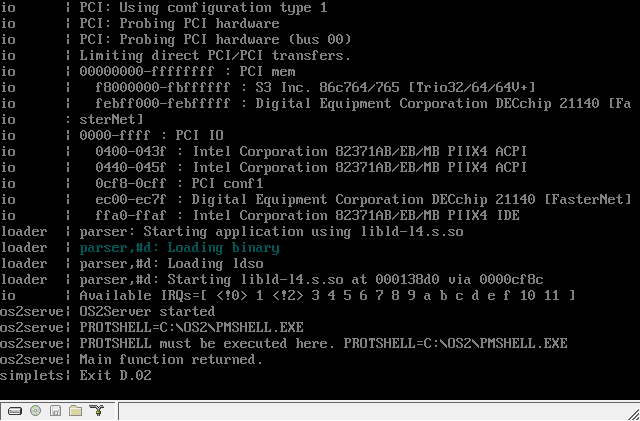 io      | PCI: Using configuration type 1
io      | PCI: Probing PCI hardware
io      | PCI: Probing PCI hardware (bus 00)
io      | Limiting direct PCI/PCI transfers.
io      | 00000000-ffffffff : PCI mem
io      |   f8000000-fbffffff : S3 Inc. 86c764/765 [Trio32/64/64V+]
io      |   febff000-febfffff : Digital Equipment Corporation DECchip 21140 [Fa
io      : sterNet]
io      | 0000-ffff : PCI IO
io      |   0400-043f : Intel Corporation 82371AB/EB/MB PIIX4 ACPI
io      |   0440-045f : Intel Corporation 82371AB/EB/MB PIIX4 ACPI
io      |   0cf8-0cff : PCI conf1
io      |   ec00-ec7f : Digital Equipment Corporation DECchip 21140 [FasterNet]
io      |   ffa0-ffaf : Intel Corporation 82371AB/EB/MB PIIX4 IDE
loader  | parser: Starting application using libld-l4.s.so
loader  | parser,#d: Loading binary
loader  | parser,#d: Loading ldso
loader  | parser,#d: Starting libld-l4.s.so at 000138d0 via 0000cf8c
io      | Available IRQs=[ <!0> 1 <!2> 3 4 5 6 7 8 9 a b c d e f 10 11 ]
os2serve| OS2Server started
os2serve| PROTSHELL=C:\OS2\PMSHELL.EXE
os2serve| PROTSHELL must be executed here. PROTSHELL=C:\OS2\PMSHELL.EXE
os2serve| Main function returned.
simplets| Exit D.02